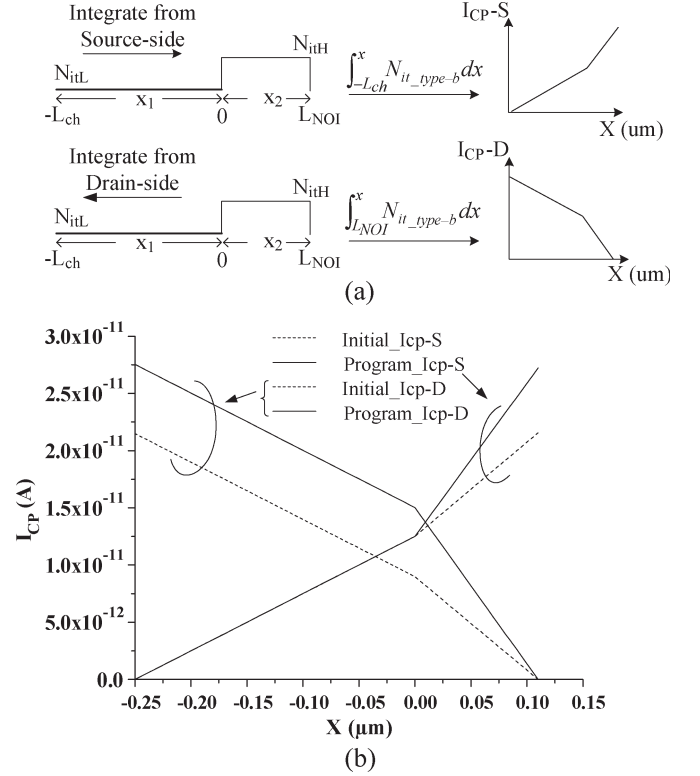 Integrate from
Source-side
N_itL
N_itH
-L_ch
x_1
0
x_2
L_NOI
∫_{-L_ch}^{x} N_{it_type-b} dx
I_CP-S
X (um)
Integrate from
Drain-side
N_itL
N_itH
-L_ch
x_1
0
x_2
L_NOI
∫_{L_NOI}^{x} N_{it_type-b} dx
I_CP-D
X (um)
(a)
Initial_Icp-S
Program_Icp-S
Initial_Icp-D
Program_Icp-D
I_CP (A)
3.0x10^-11
2.5x10^-11
2.0x10^-11
1.5x10^-11
1.0x10^-11
5.0x10^-12
0.0
-0.25 -0.20 -0.15 -0.10 -0.05 0.00 0.05 0.10 0.15
X (μm)
(b)